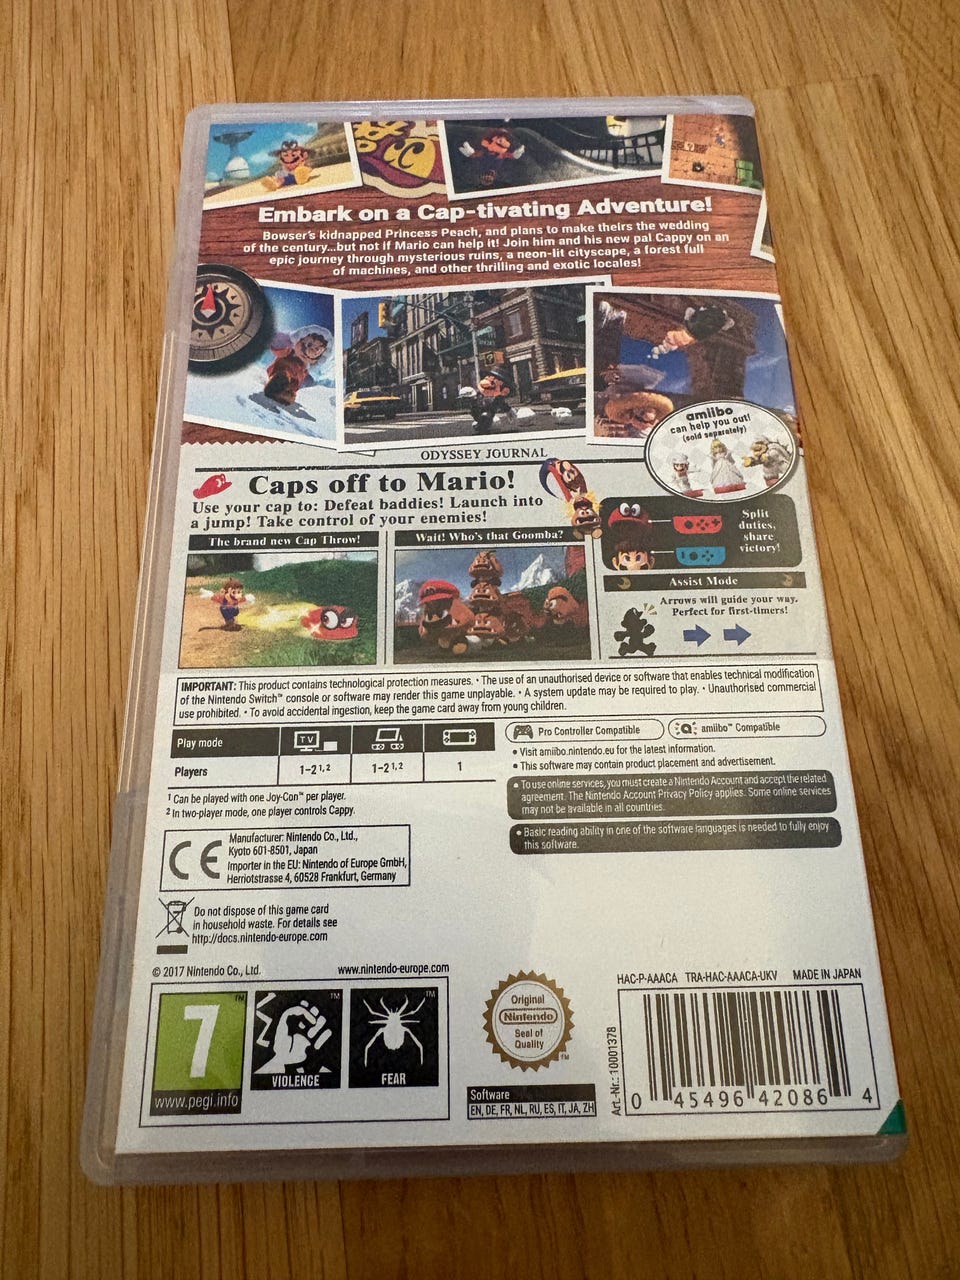 Embark on a Cap-tivating Adventure!
Bowser's kidnapped Princess Peach, and plans to make theirs the wedding
of the century...but not if Mario can help it! Join him and his new pal Cappy on an
epic journey through mysterious ruins, a neon-lit cityscape, a forest full
of machines, and other thrilling and exotic locales!
amiibo
can help you out!
(sold separately)
ODYSSEY JOURNAL
Caps off to Mario!
Use your cap to: Defeat baddies! Launch into
a jump! Take control of your enemies!
The brand new Cap Throw!
Wait! Who's that Goomba?
Split
duties,
share
victory!
Assist Mode
Arrows will guide your way.
Perfect for first-timers!
IMPORTANT: This product contains technological protection measures. • The use of an unauthorised device or software that enables technical modification
of the Nintendo Switch™ console or software may render this game unplayable. • A system update may be required to play. • Unauthorised commercial
use prohibited. • To avoid accidental ingestion, keep the game card away from young children.
Play mode
TV
Players
1-2¹,²
1-2¹,²
1
¹ Can be played with one Joy-Con™ per player.
² In two-player mode, one player controls Cappy.
Pro Controller Compatible
amiibo™ Compatible
• Visit amiibo.nintendo.eu for the latest information.
• This software may contain product placement and advertisement.
• To use online services, you must create a Nintendo Account and accept the related
agreement. The Nintendo Account Privacy Policy applies. Some online services
may not be available in all countries.
• Basic reading ability in one of the software languages is needed to fully enjoy
this software.
CE
Manufacturer: Nintendo Co., Ltd.,
Kyoto 601-8501, Japan
Importer in the EU: Nintendo of Europe GmbH,
Herriotstrasse 4, 60528 Frankfurt, Germany
Do not dispose of this game card
in household waste. For details see
http://docs.nintendo-europe.com
© 2017 Nintendo Co., Ltd.
www.nintendo-europe.com
7
TM
www.pegi.info
TM
VIOLENCE
TM
FEAR
Original
Nintendo
Seal of
Quality
TM
Software
EN, DE, FR, NL, RU, ES, IT, JA, ZH
HAC-P-AAACA TRA-HAC-AAACA-UKV MADE IN JAPAN
Art.-Nr.: 10001378
0 45496 42086 4